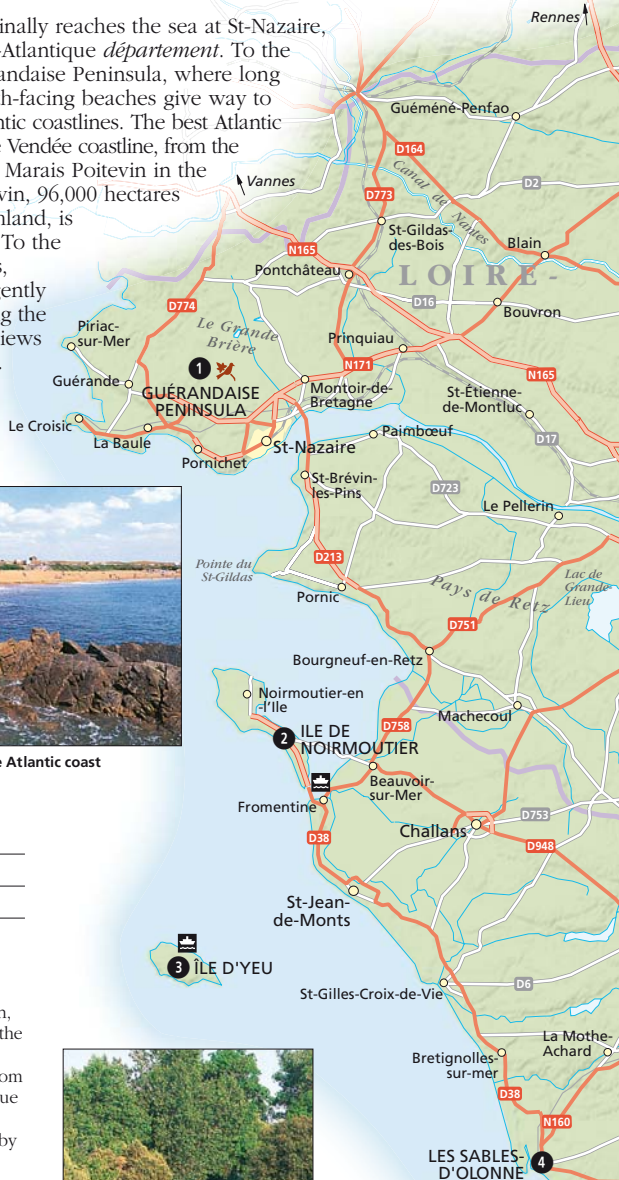 inally reaches the sea at St-Nazaire,
-Atlantique département. To the
andaise Peninsula, where long
h-facing beaches give way to
ntic coastlines. The best Atlantic
e Vendée coastline, from the
Marais Poitevin in the
vin, 96,000 hectares
nland, is
To the
s,
gently
g the
iews
.
Rennes
Guéméné-Penfao
D164
Canal de Nantes
D2
Vannes
D773
St-Gildas-
des-Bois
Blain
N165
Pontchâteau
LOIRE-
D16
Bouvron
D774
Le Grande
Brière
Piriac-
sur-Mer
Prinquiau
1
N171
N165
Guérande
GUÉRANDAISE
PENINSULA
Montoir-de-
Bretagne
St-Étienne-
de-Montluc
Le Croisic
La Baule
Pornichet
St-Nazaire
Paimbœuf
D17
St-Brévin-
les-Pins
D723
Le Pellerin
D213
Pointe du
St-Gildas
Pornic
Pays de Retz
Lac de
Grande-
Lieu
D751
Bourgneuf-en-Retz
Noirmoutier-en
-l'Ile
Machecoul
2
ILE DE
NOIRMOUTIER
D758
e Atlantic coast
Beauvoir-
sur-Mer
Fromentine
D753
Challans
D38
D948
St-Jean-
de-Monts
3
ÎLE D'YEU
St-Gilles-Croix-de-Vie
D6
n,
the
om
ue
by
La Mothe-
Achard
Bretignolles-
sur-mer
D38
N160
LES SABLES-
D'OLONNE
4